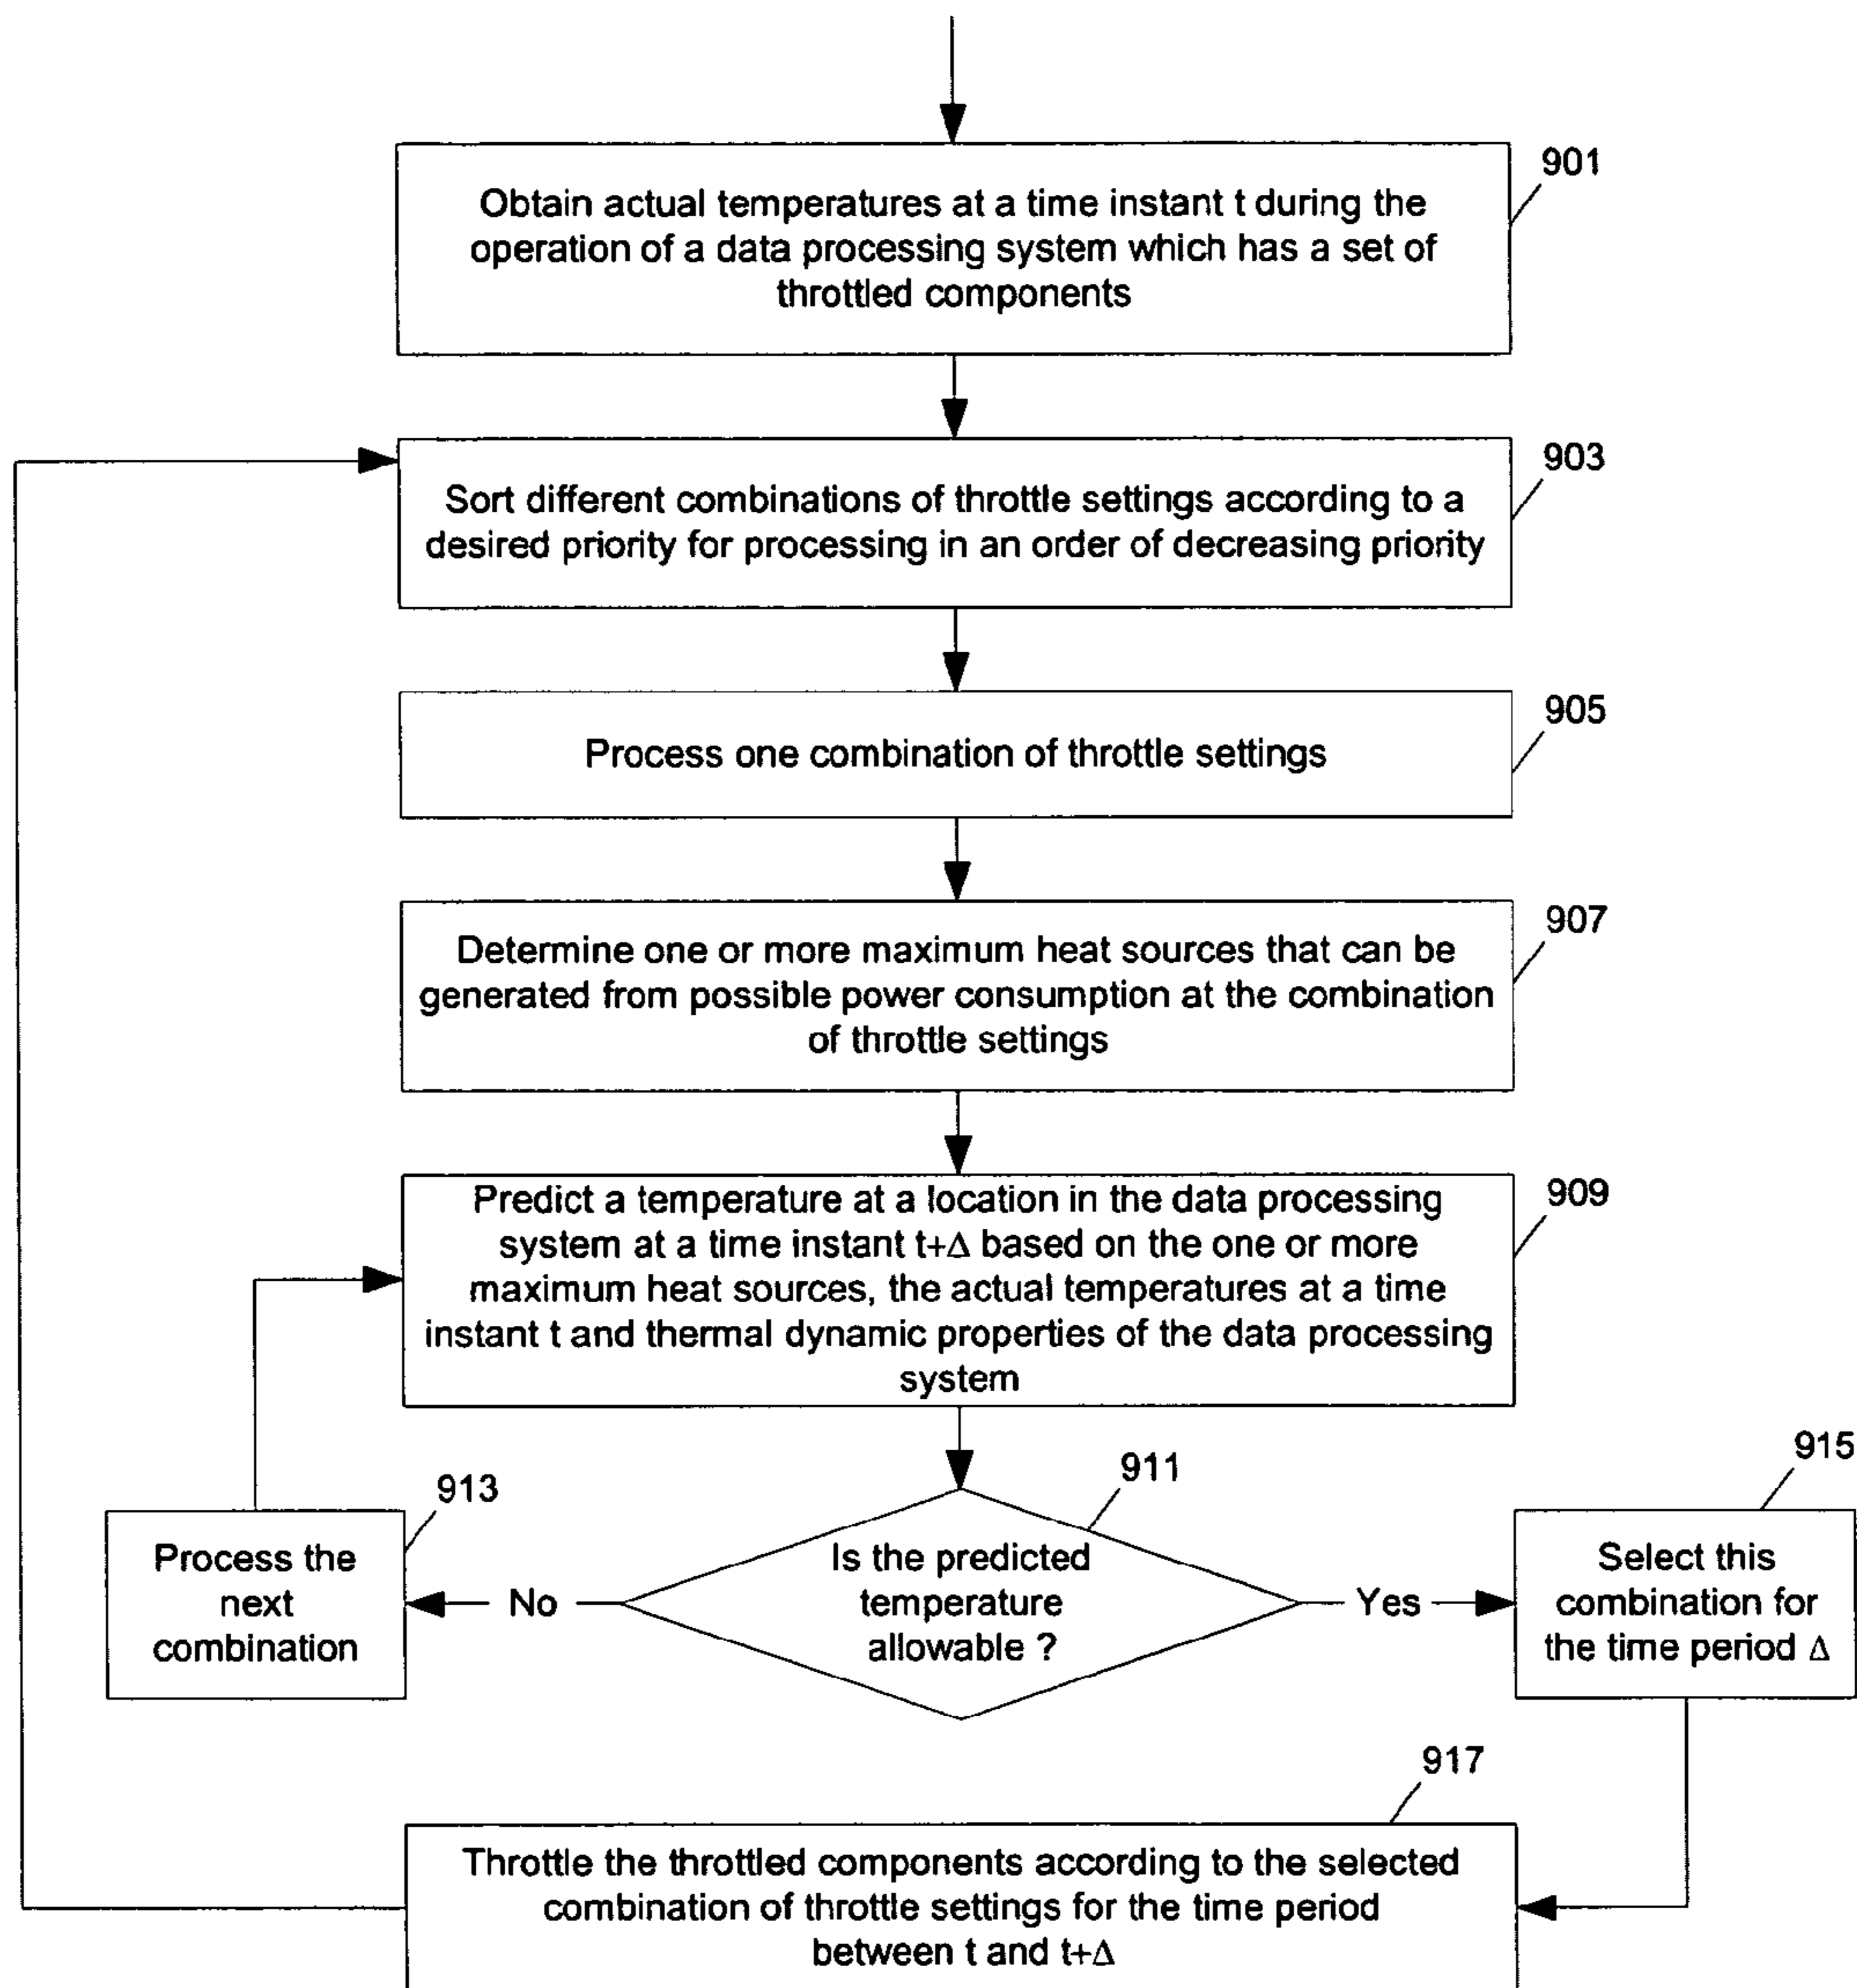 901
Obtain actual temperatures at a time instant t during the
operation of a data processing system which has a set of
throttled components
903
Sort different combinations of throttle settings according to a
desired priority for processing in an order of decreasing priority
905
Process one combination of throttle settings
907
Determine one or more maximum heat sources that can be
generated from possible power consumption at the combination
of throttle settings
909
Predict a temperature at a location in the data processing
system at a time instant t+Δ based on the one or more
maximum heat sources, the actual temperatures at a time
instant t and thermal dynamic properties of the data processing
system
911
Is the predicted
temperature
allowable ?
No
Yes
913
Process the
next
combination
915
Select this
combination for
the time period Δ
917
Throttle the throttled components according to the selected
combination of throttle settings for the time period
between t and t+Δ